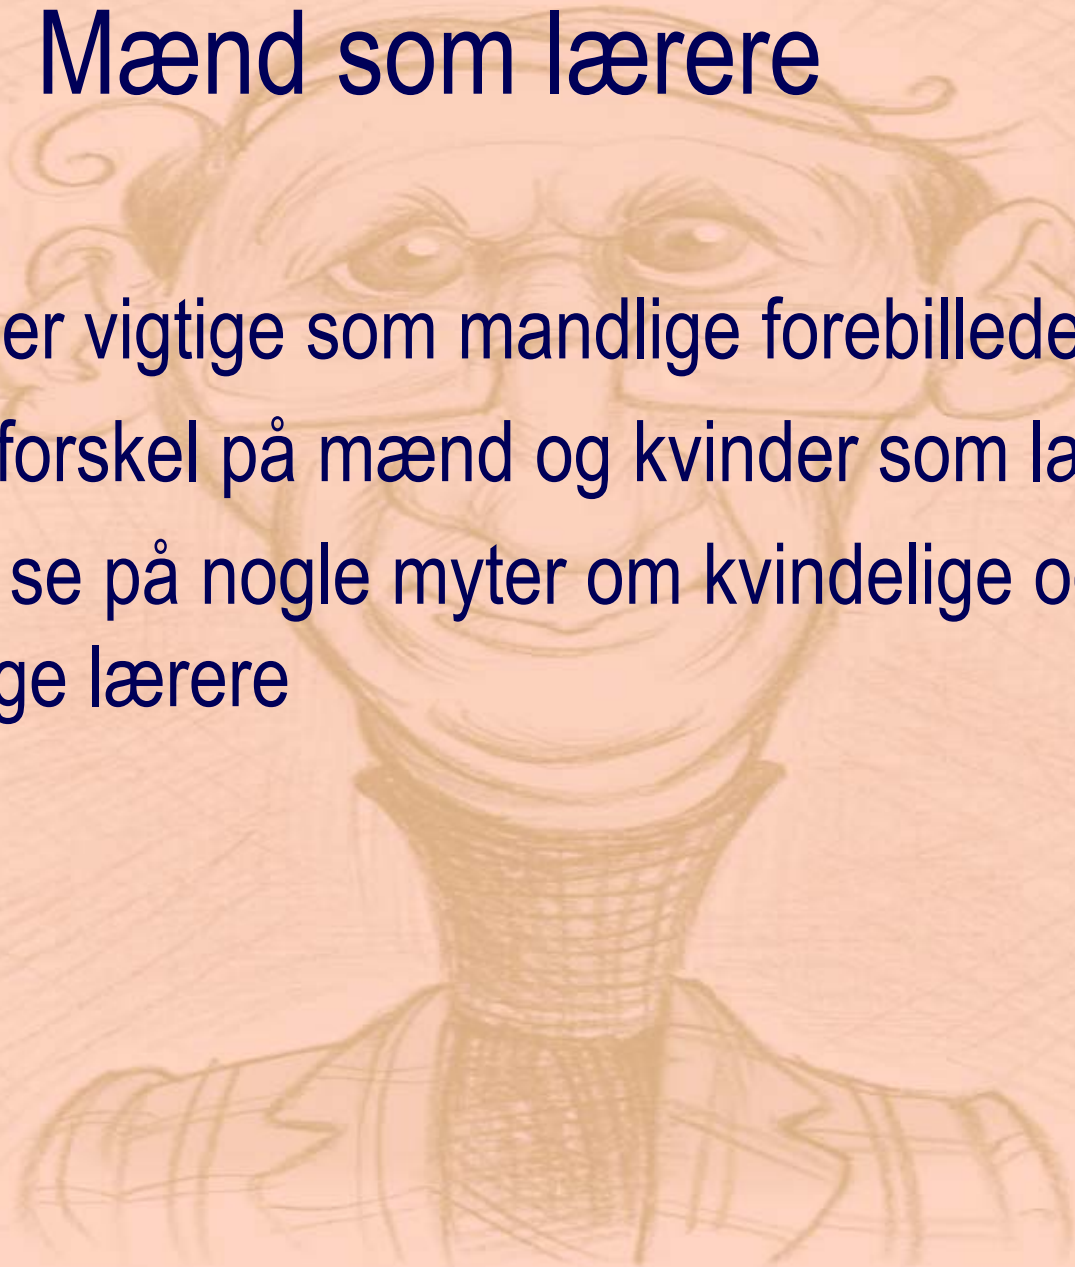 Mænd som lærere
er vigtige som mandlige forebillede
forskel på mænd og kvinder som
se på nogle myter om kvindelige
ge lærere